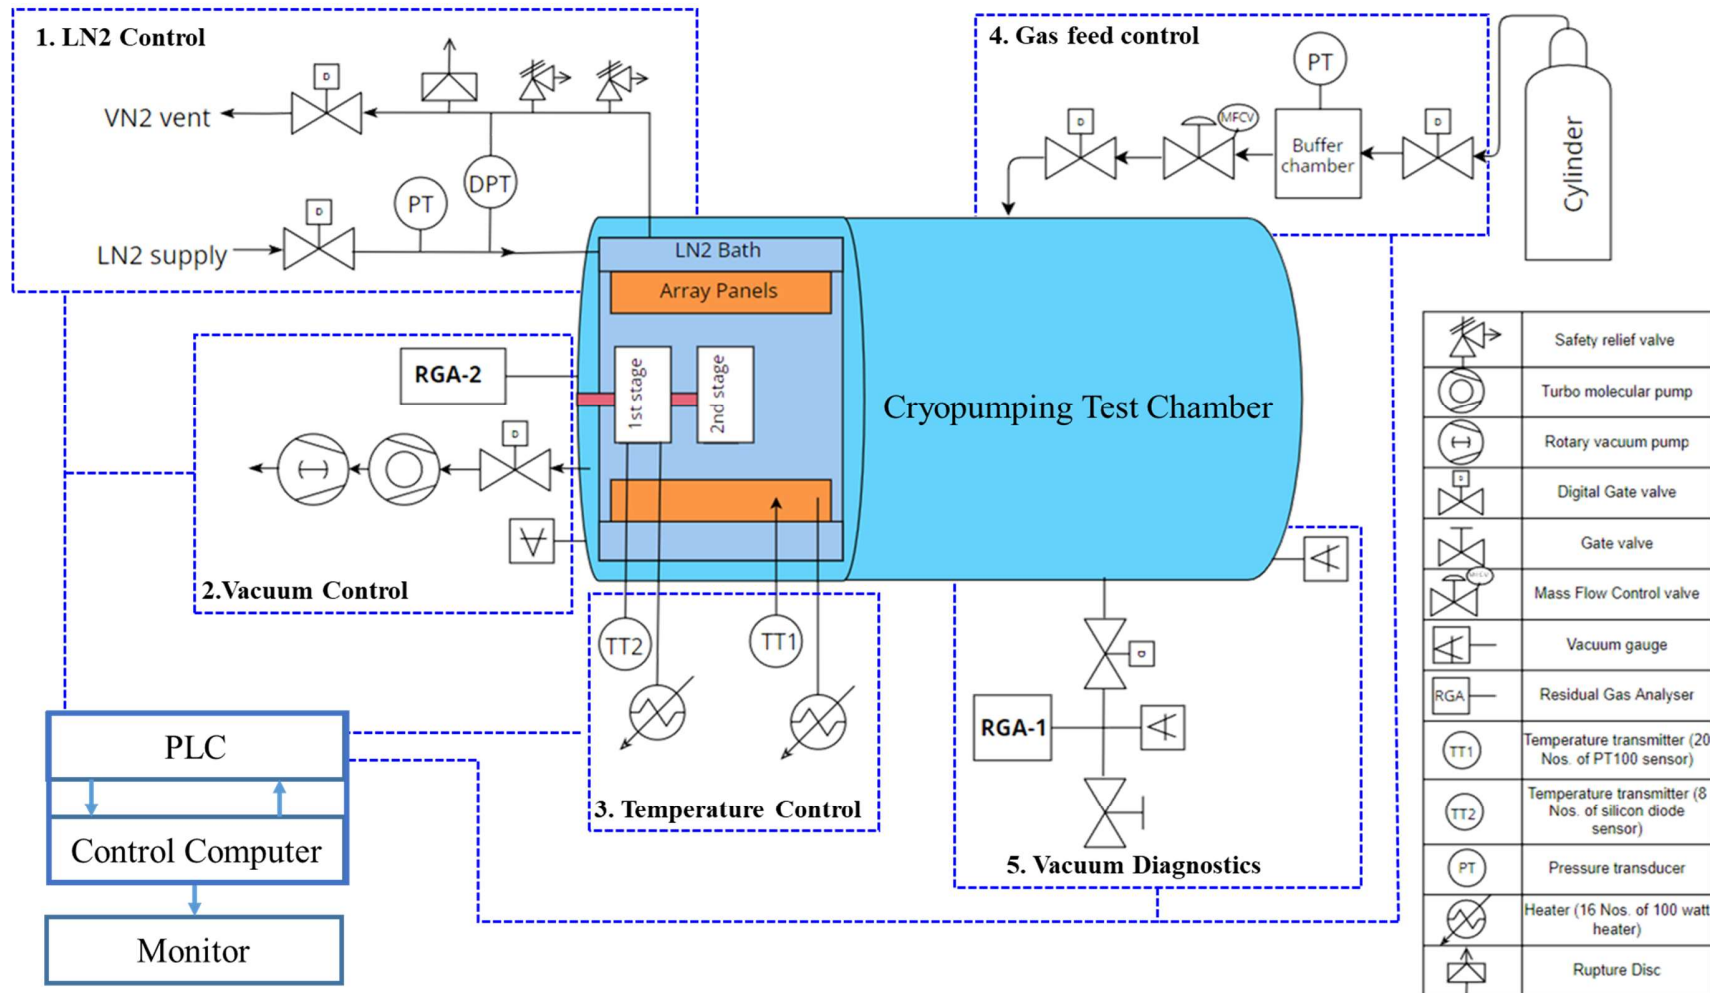 1. LN2 Control
D
VN2 vent
DPT
PT
D
LN2 supply
4. Gas feed control
PT
D
MFCV
Buffer
chamber
D
Cylinder
LN2 Bath
Array Panels
1st stage
2nd stage
Cryopumping Test Chamber
RGA-2
D
2.Vacuum Control
TT2
TT1
3. Temperature Control
D
RGA-1
5. Vacuum Diagnostics
PLC
Control Computer
Monitor
Safety relief valve
Turbo molecular pump
Rotary vacuum pump
D
Digital Gate valve
Gate valve
MFCV
Mass Flow Control valve
Vacuum gauge
RGA
Residual Gas Analyser
TT1
Temperature transmitter (20
Nos. of PT100 sensor)
TT2
Temperature transmitter (8
Nos. of silicon diode
sensor)
PT
Pressure transducer
Heater (16 Nos. of 100 watt
heater)
Rupture Disc